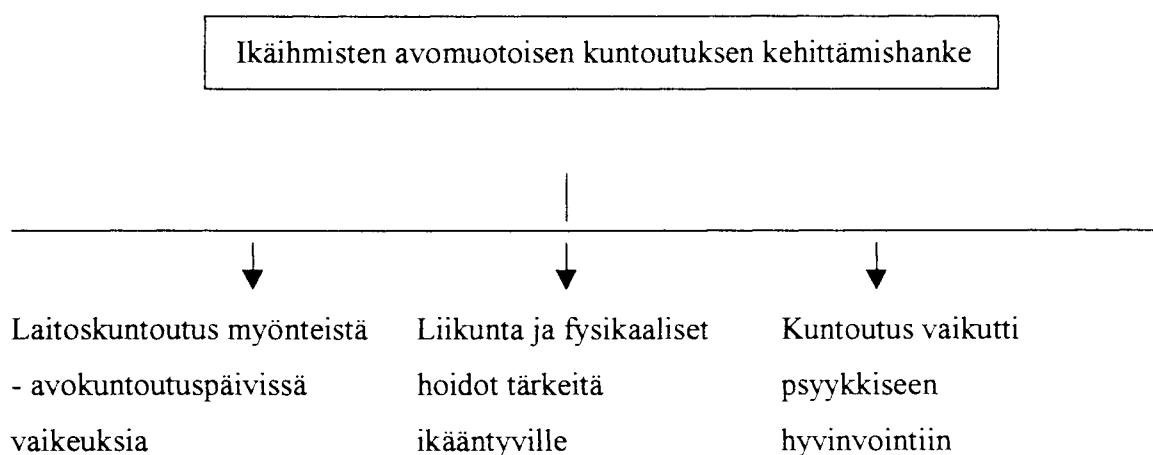 Ikäihmisten avomuotoisen kuntoutuksen kehittämishanke
Laitoskuntoutus myönteistä
- avokuntoutuspäivissä
vaikeuksia
Liikunta ja fysikaaliset
hoidot tärkeitä
ikääntyville
Kuntoutus vaikutti
psyykkiseen
hyvinvointiin